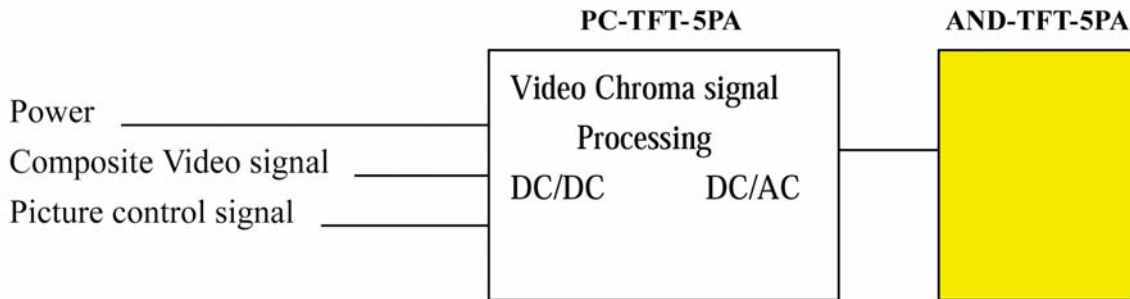 PC-TFT-5PA AND-TFT-5PA
Video Chroma signal
Power
Processing
Composite Video signal
DC/DC DC/AC
Picture control signal